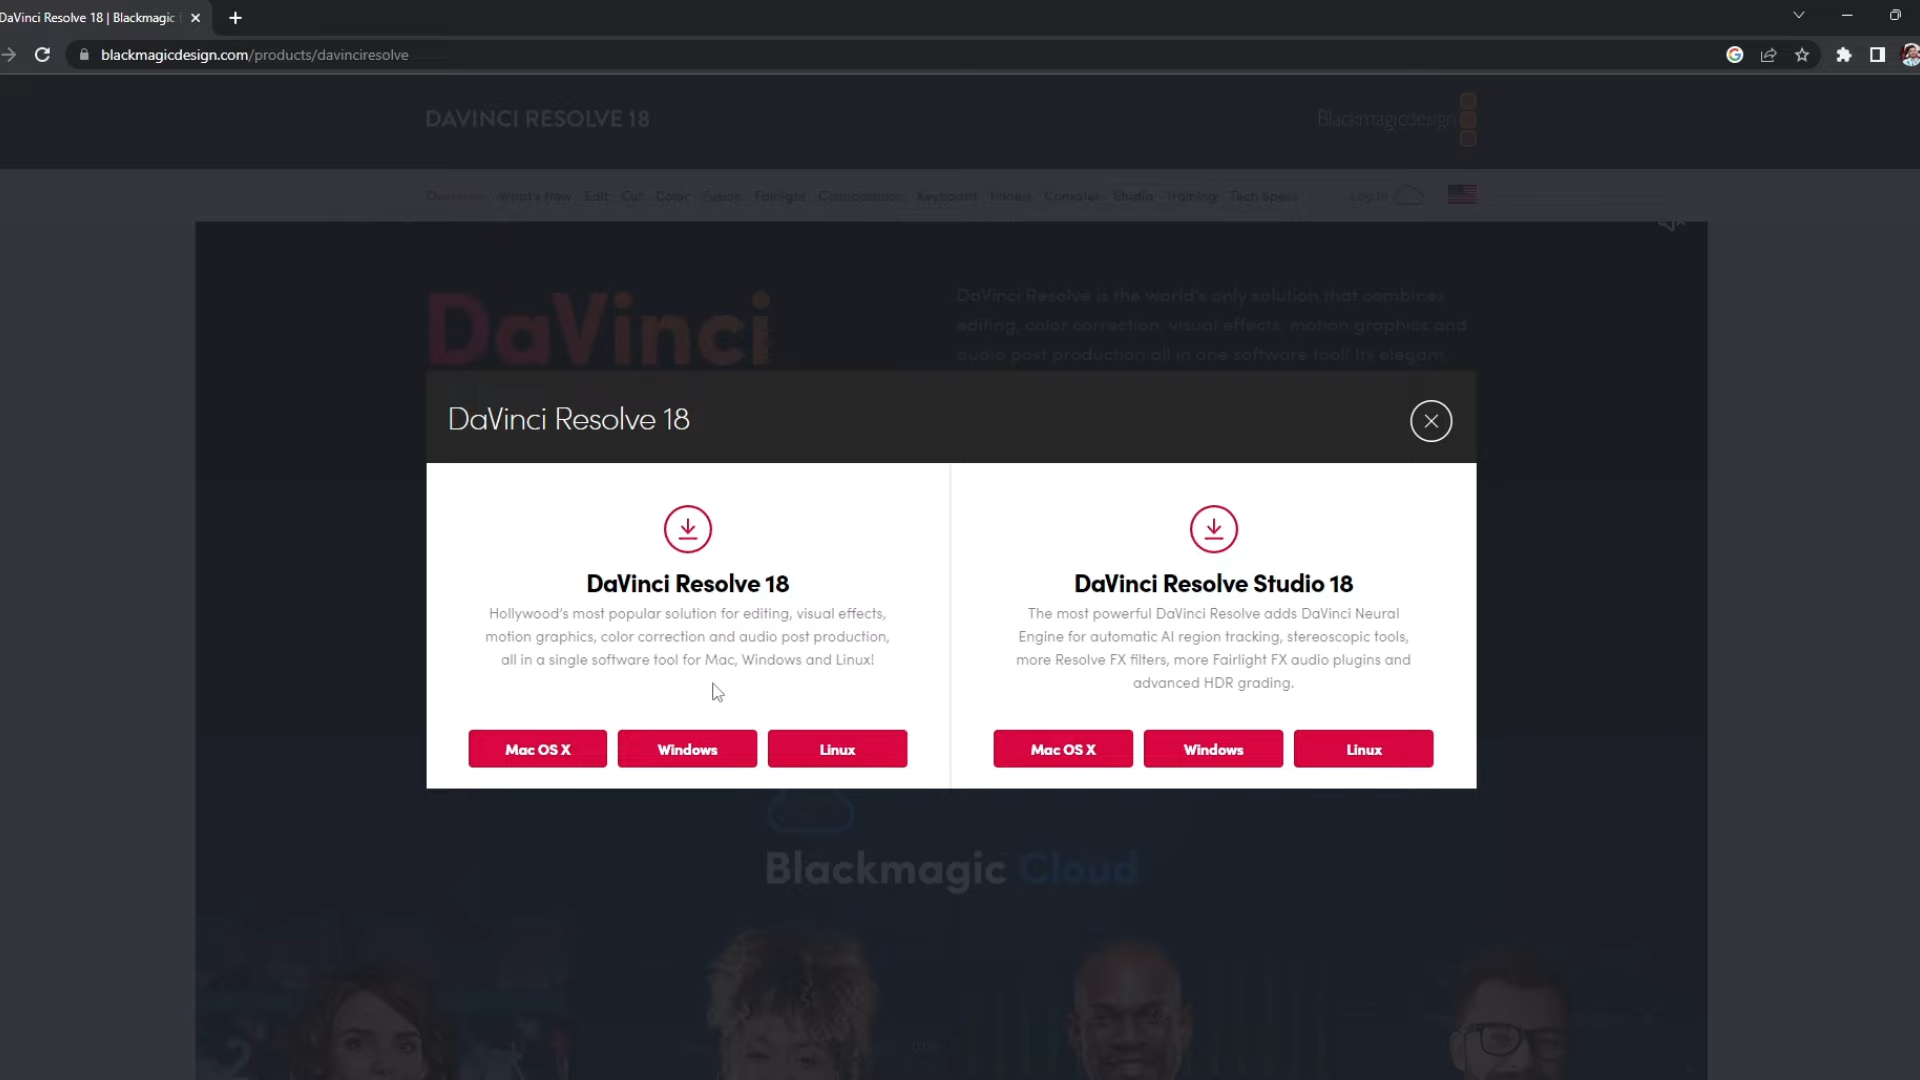 DaVinci Resolve 18 | Blackmagic
blackmagicdesign.com/products/davinciresolve
DAVINCI RESOLVE 18
Blackmagicdesign
Overview What's New Edit Cut Color Fusion Fairlight Collaboration Keyboard Panels Consoles Studio Training Tech Specs Log In
DaVinci
DaVinci Resolve is the world's only solution that combines
editing, color correction, visual effects, motion graphics and
audio post production all in one software tool! Its elegant,
DaVinci Resolve 18
DaVinci Resolve 18
Hollywood's most popular solution for editing, visual effects,
motion graphics, color correction and audio post production,
all in a single software tool for Mac, Windows and Linux!
Mac OS X Windows Linux
DaVinci Resolve Studio 18
The most powerful DaVinci Resolve adds DaVinci Neural
Engine for automatic AI region tracking, stereoscopic tools,
more Resolve FX filters, more Fairlight FX audio plugins and
advanced HDR grading.
Mac OS X Windows Linux
Blackmagic Cloud
2